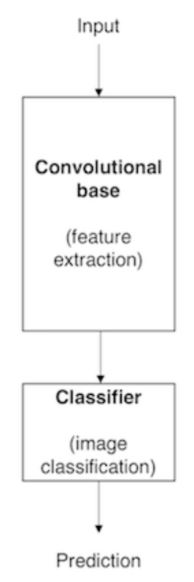 Input
Convolutional
base
(feature
extraction)
Classifier
(image
classification)
Prediction